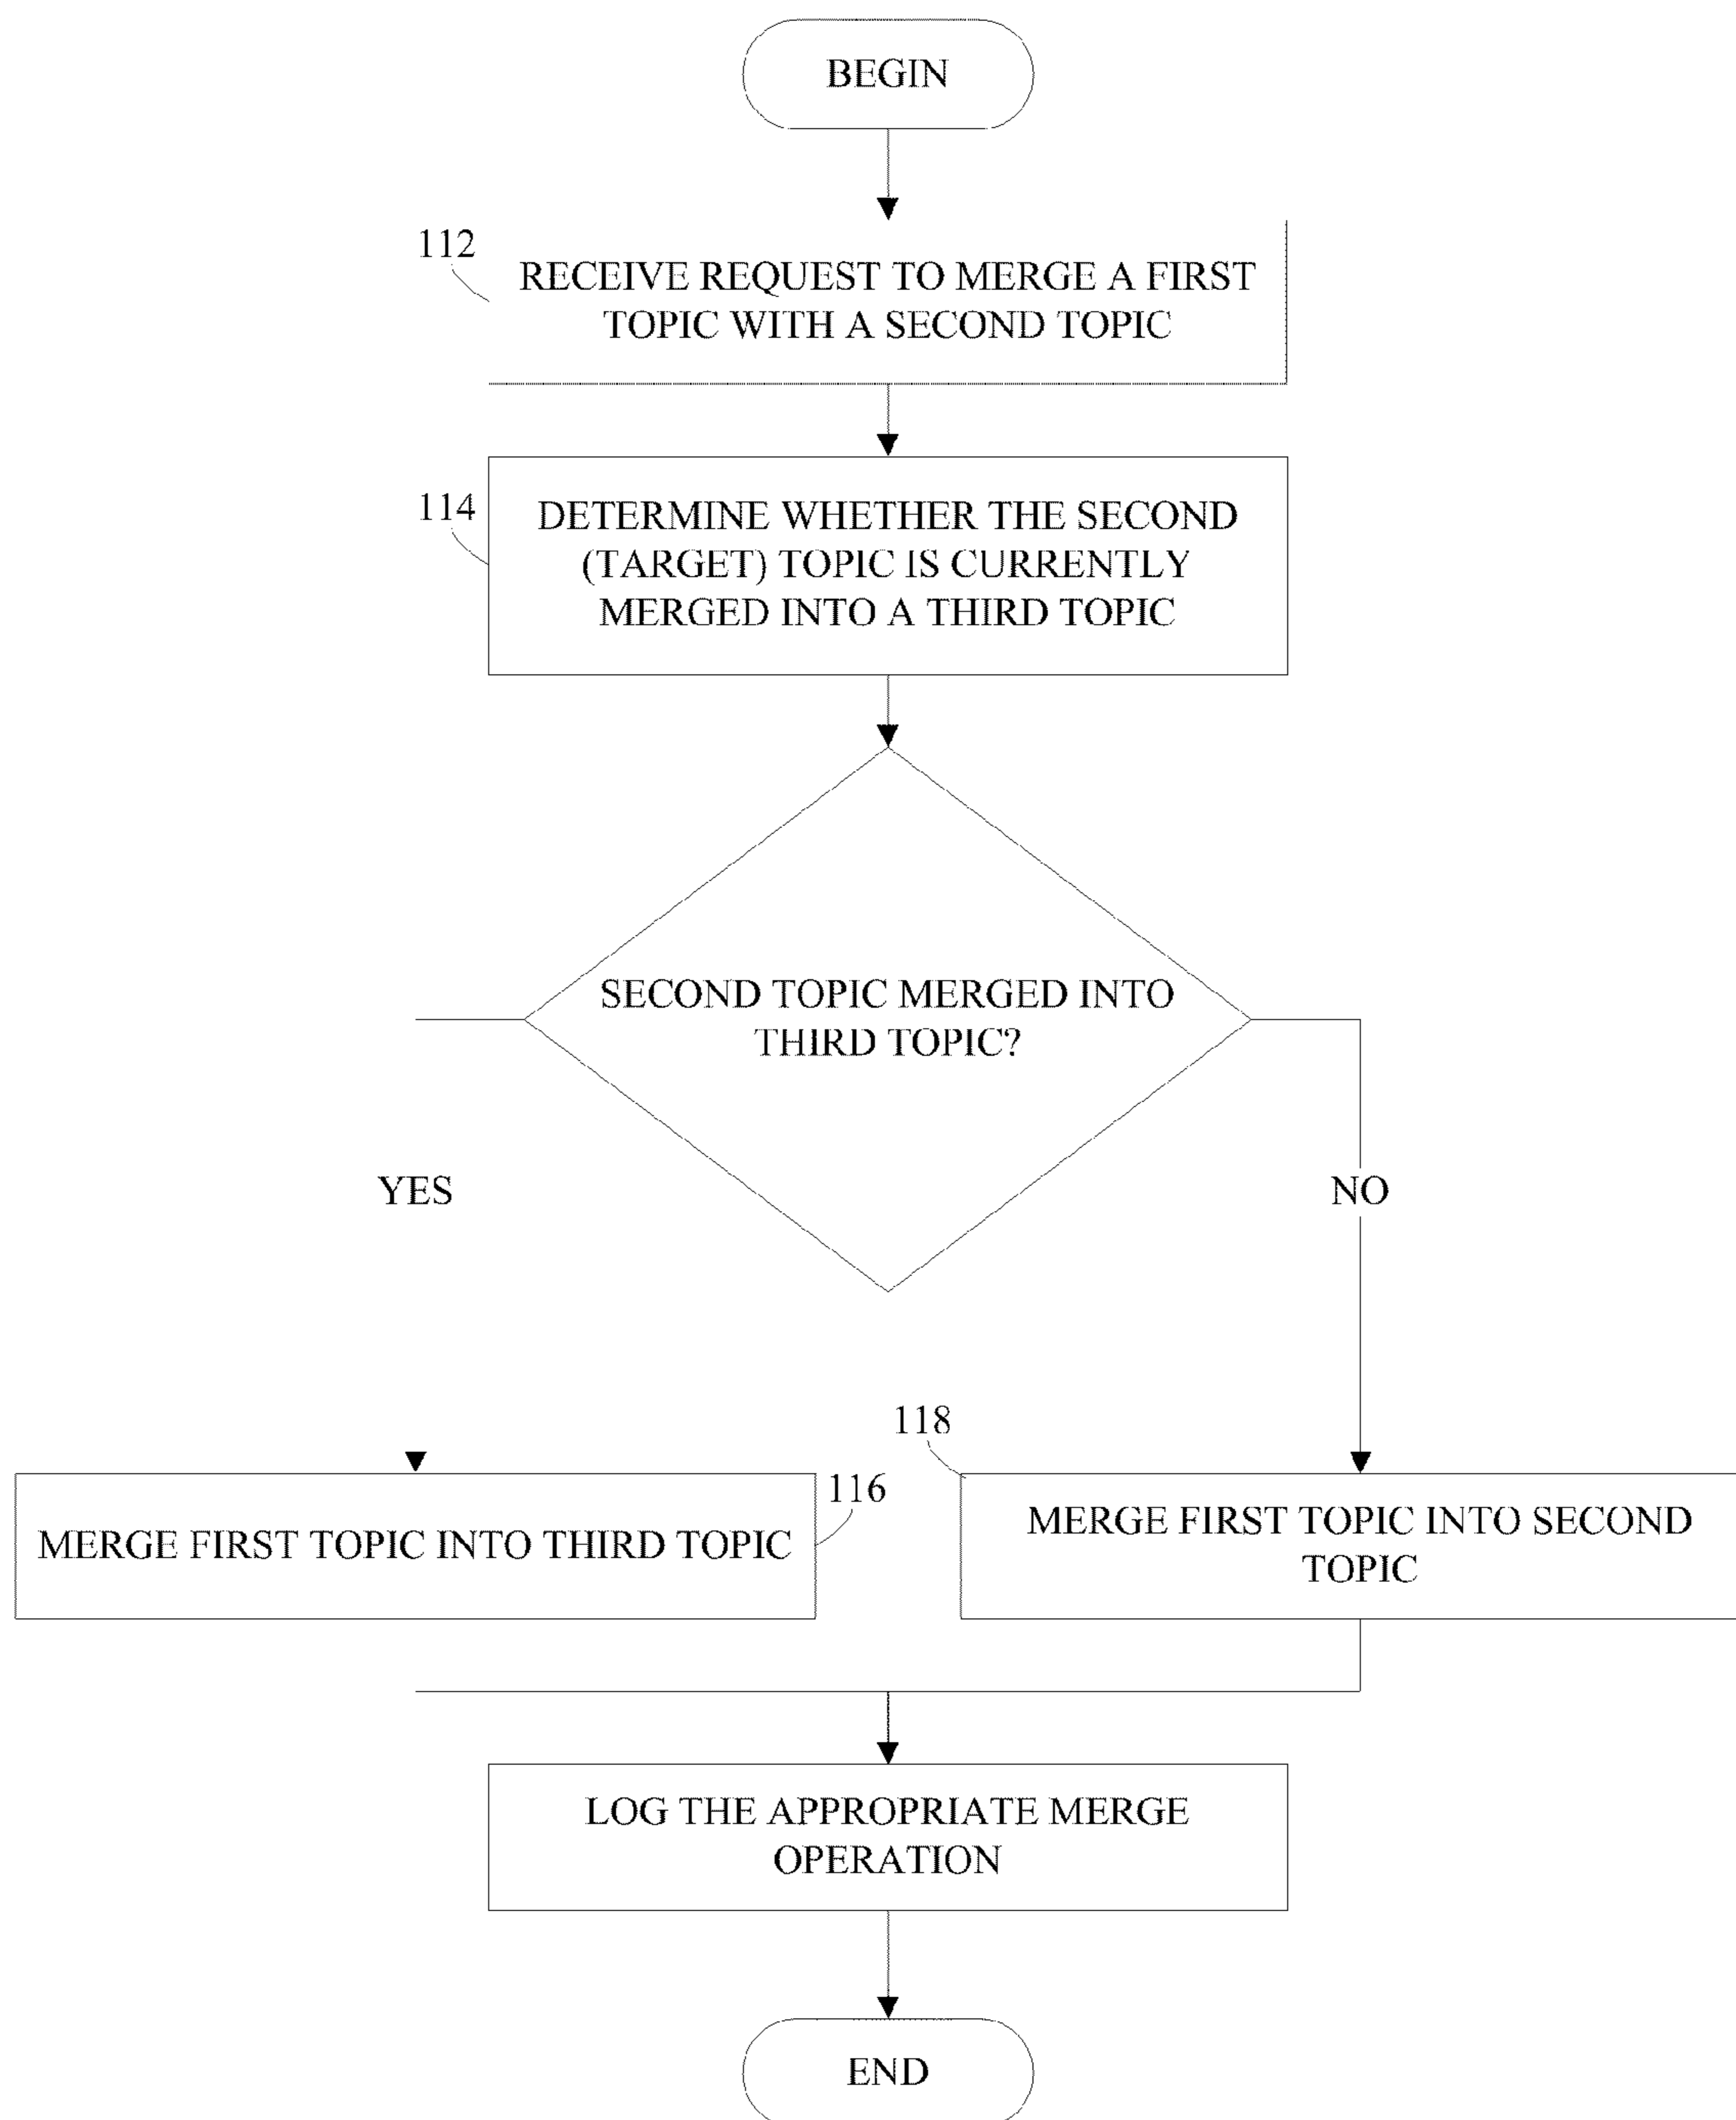 BEGIN
112
RECEIVE REQUEST TO MERGE A FIRST
TOPIC WITH A SECOND TOPIC
114
DETERMINE WHETHER THE SECOND
(TARGET) TOPIC IS CURRENTLY
MERGED INTO A THIRD TOPIC
SECOND TOPIC MERGED INTO
THIRD TOPIC?
YES
NO
116
MERGE FIRST TOPIC INTO THIRD TOPIC
118
MERGE FIRST TOPIC INTO SECOND
TOPIC
LOG THE APPROPRIATE MERGE
OPERATION
END